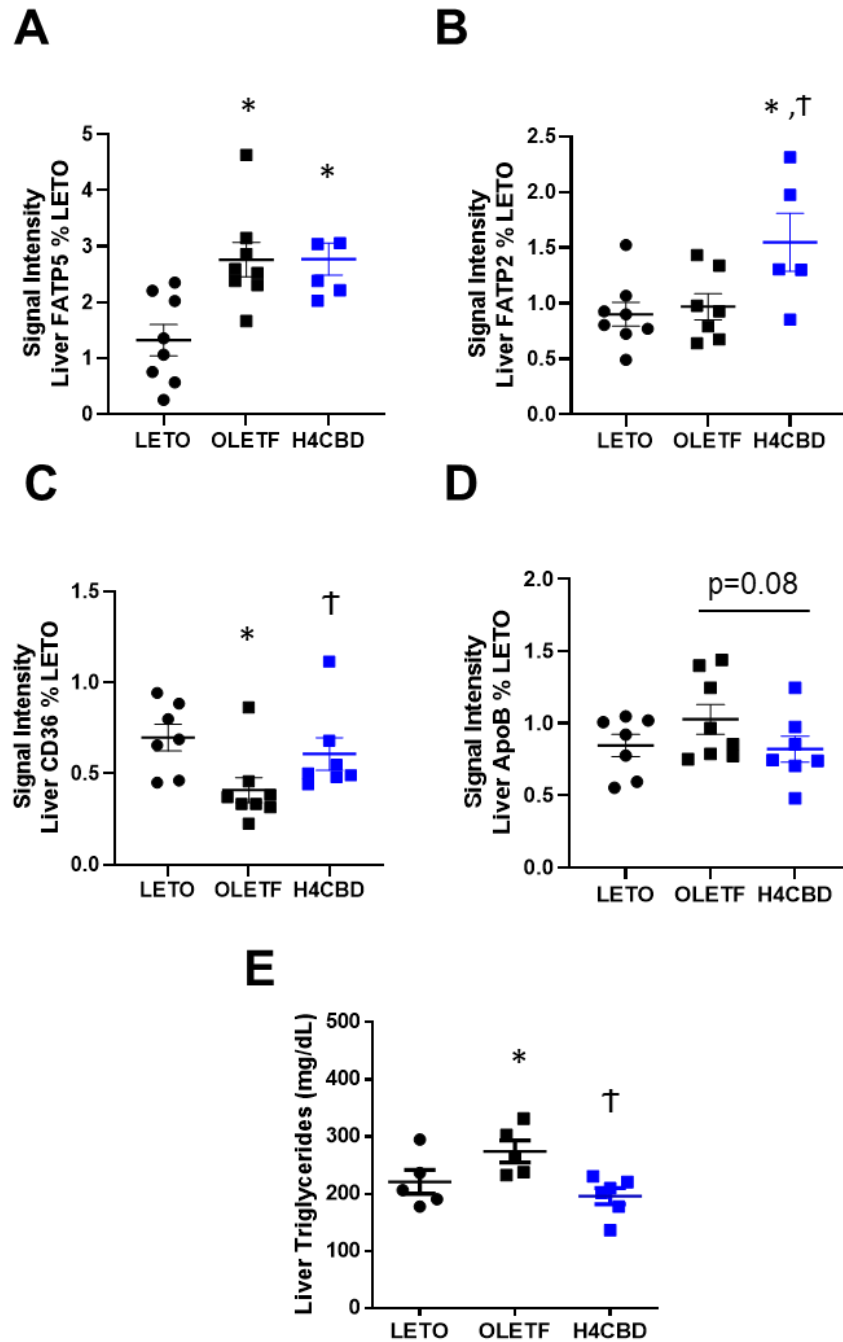 A
*
*
Signal Intensity
Liver FATP5 % LETO
5
4
3
2
1
0
LETO OLETF H4CBD
B
* ,†
Signal Intensity
Liver FATP2 % LETO
2.5
2.0
1.5
1.0
0.5
0.0
LETO OLETF H4CBD
C
*
†
Signal Intensity
Liver CD36 % LETO
1.5
1.0
0.5
0.0
LETO OLETF H4CBD
D
p=0.08
Signal Intensity
Liver ApoB % LETO
2.0
1.5
1.0
0.5
0.0
LETO OLETF H4CBD
E
*
†
Liver Triglycerides (mg/dL)
500
400
300
200
100
0
LETO OLETF H4CBD